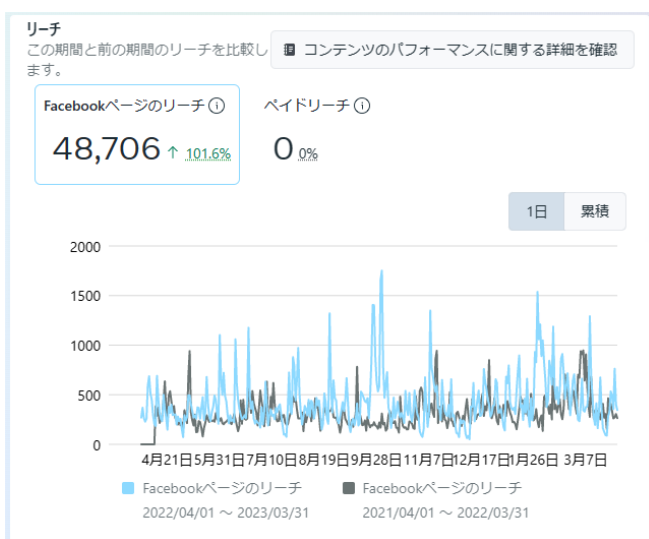 リーチ
この期間と前の期間のリーチを比較し
ます。
コンテンツのパフォーマンスに関する詳細を確認
Facebookページのリーチ
ペイドリーチ
48,706 ↑ 101.6%
0 0%
1日
累積
2000
1500
1000
500
0
4月21日5月31日7月10日8月19日9月28日11月7日12月17日1月26日 3月7日
Facebookページのリーチ
2022/04/01 ～ 2023/03/31
Facebookページのリーチ
2021/04/01 ～ 2022/03/31